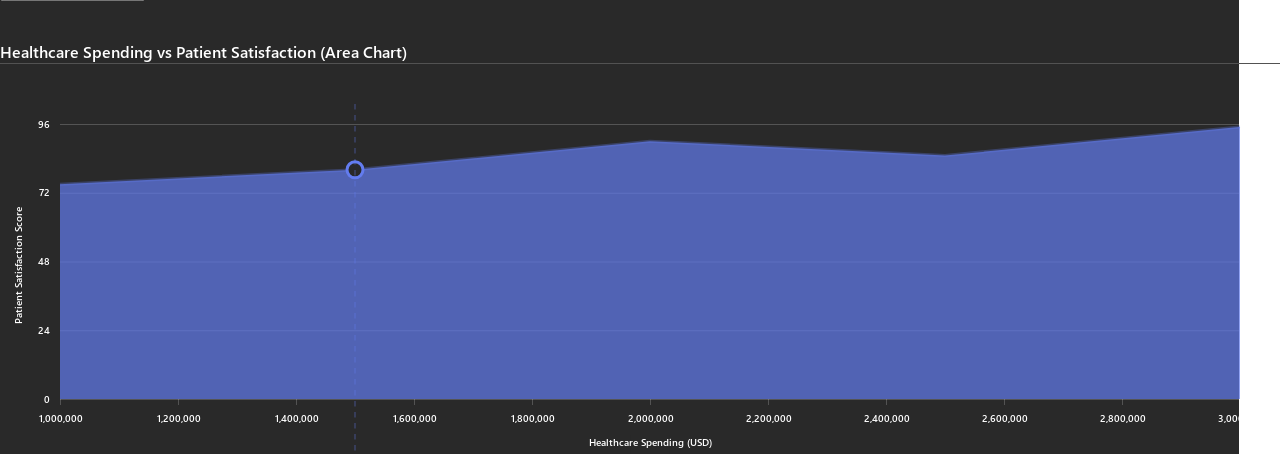 Healthcare Spending vs Patient Satisfaction (Area Chart)
96
72
48
24
0
Patient Satisfaction Score
1,000,000 1,200,000 1,400,000 1,600,000 1,800,000 2,000,000 2,200,000 2,400,000 2,600,000 2,800,000 3,00
Healthcare Spending (USD)